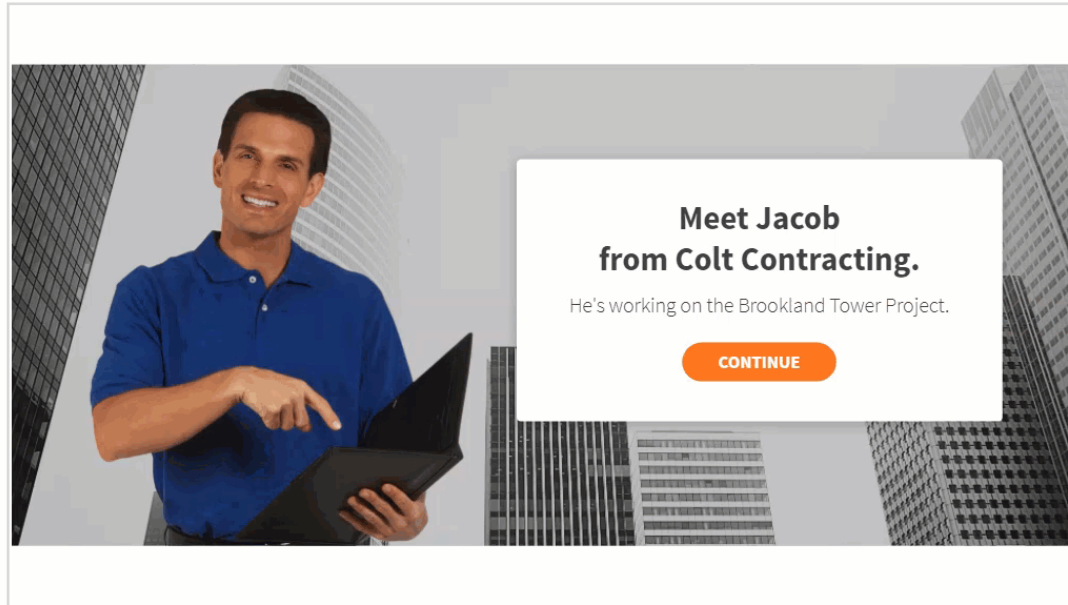 Meet Jacob
from Colt Contracting.
He's working on the Brookland Tower Project.
CONTINUE